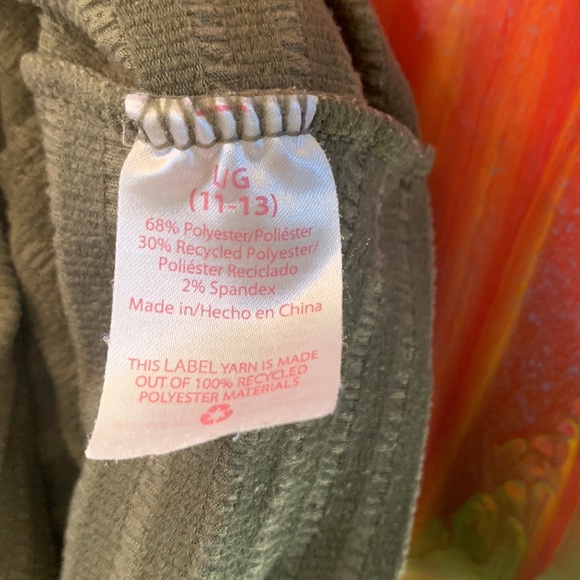 L/G
(11-13)
68% Polyester/Poliéster
30% Recycled Polyester/
Poliéster Reciclado
2% Spandex
Made in/Hecho en China
THIS LABEL YARN IS MADE
OUT OF 100% RECYCLED
POLYESTER MATERIALS